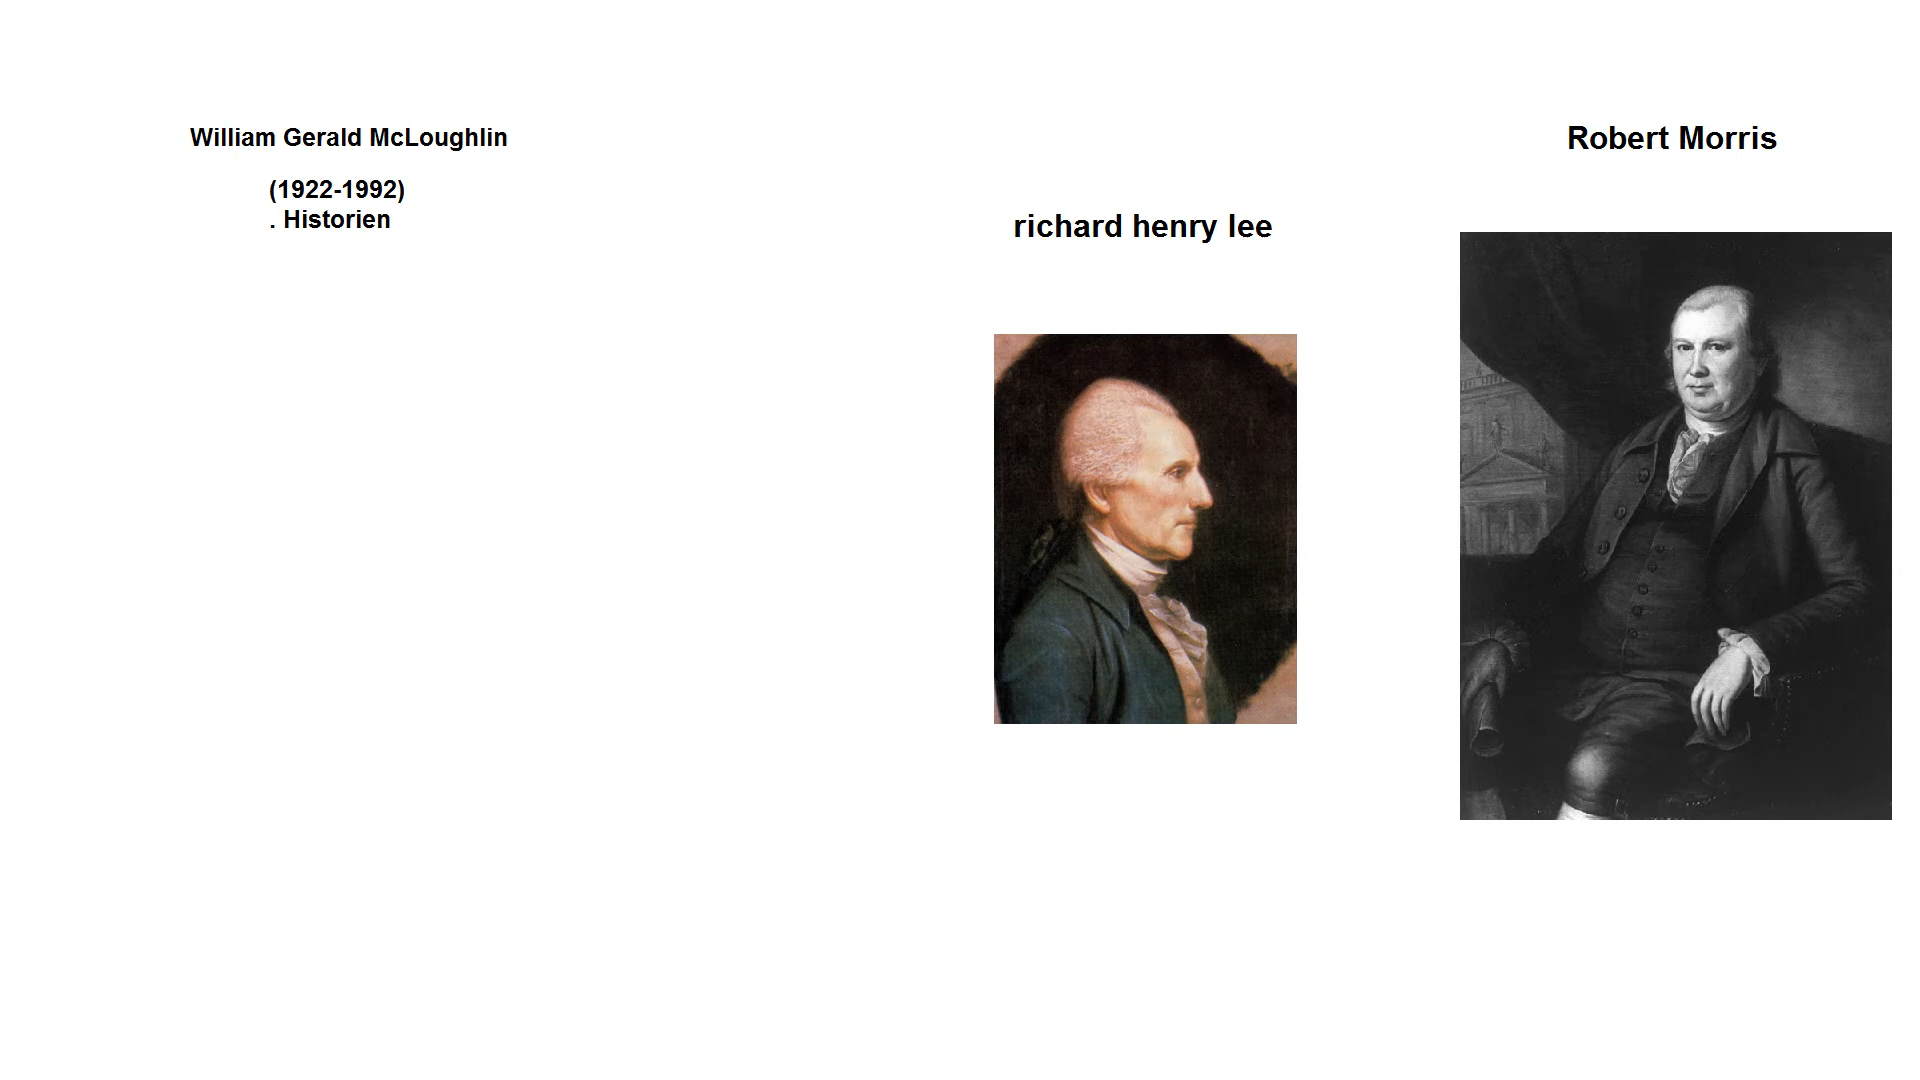 William Gerald McLoughlin
(1922-1992)
. Historien
richard henry lee
Robert Morris